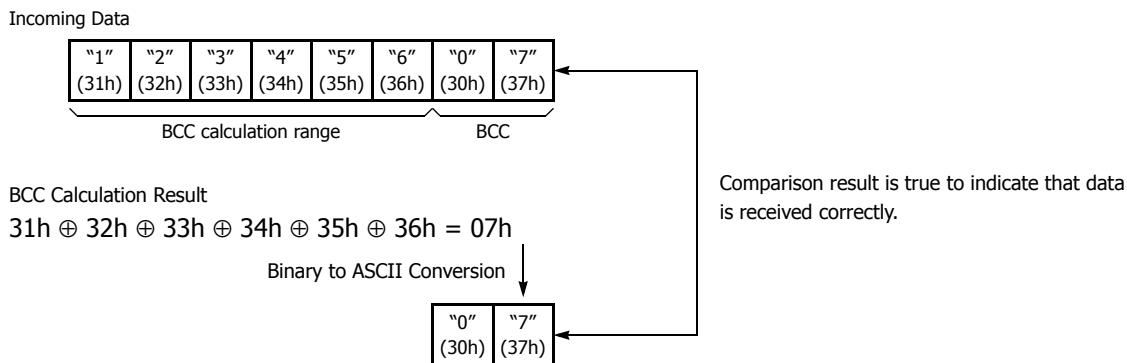 Incoming Data
“1” “2” “3” “4” “5” “6” “0” “7”
(31h) (32h) (33h) (34h) (35h) (36h) (30h) (37h)
BCC calculation range BCC
BCC Calculation Result
31h ⊕ 32h ⊕ 33h ⊕ 34h ⊕ 35h ⊕ 36h = 07h
Comparison result is true to indicate that data
is received correctly.
Binary to ASCII Conversion
“0” “7”
(30h) (37h)